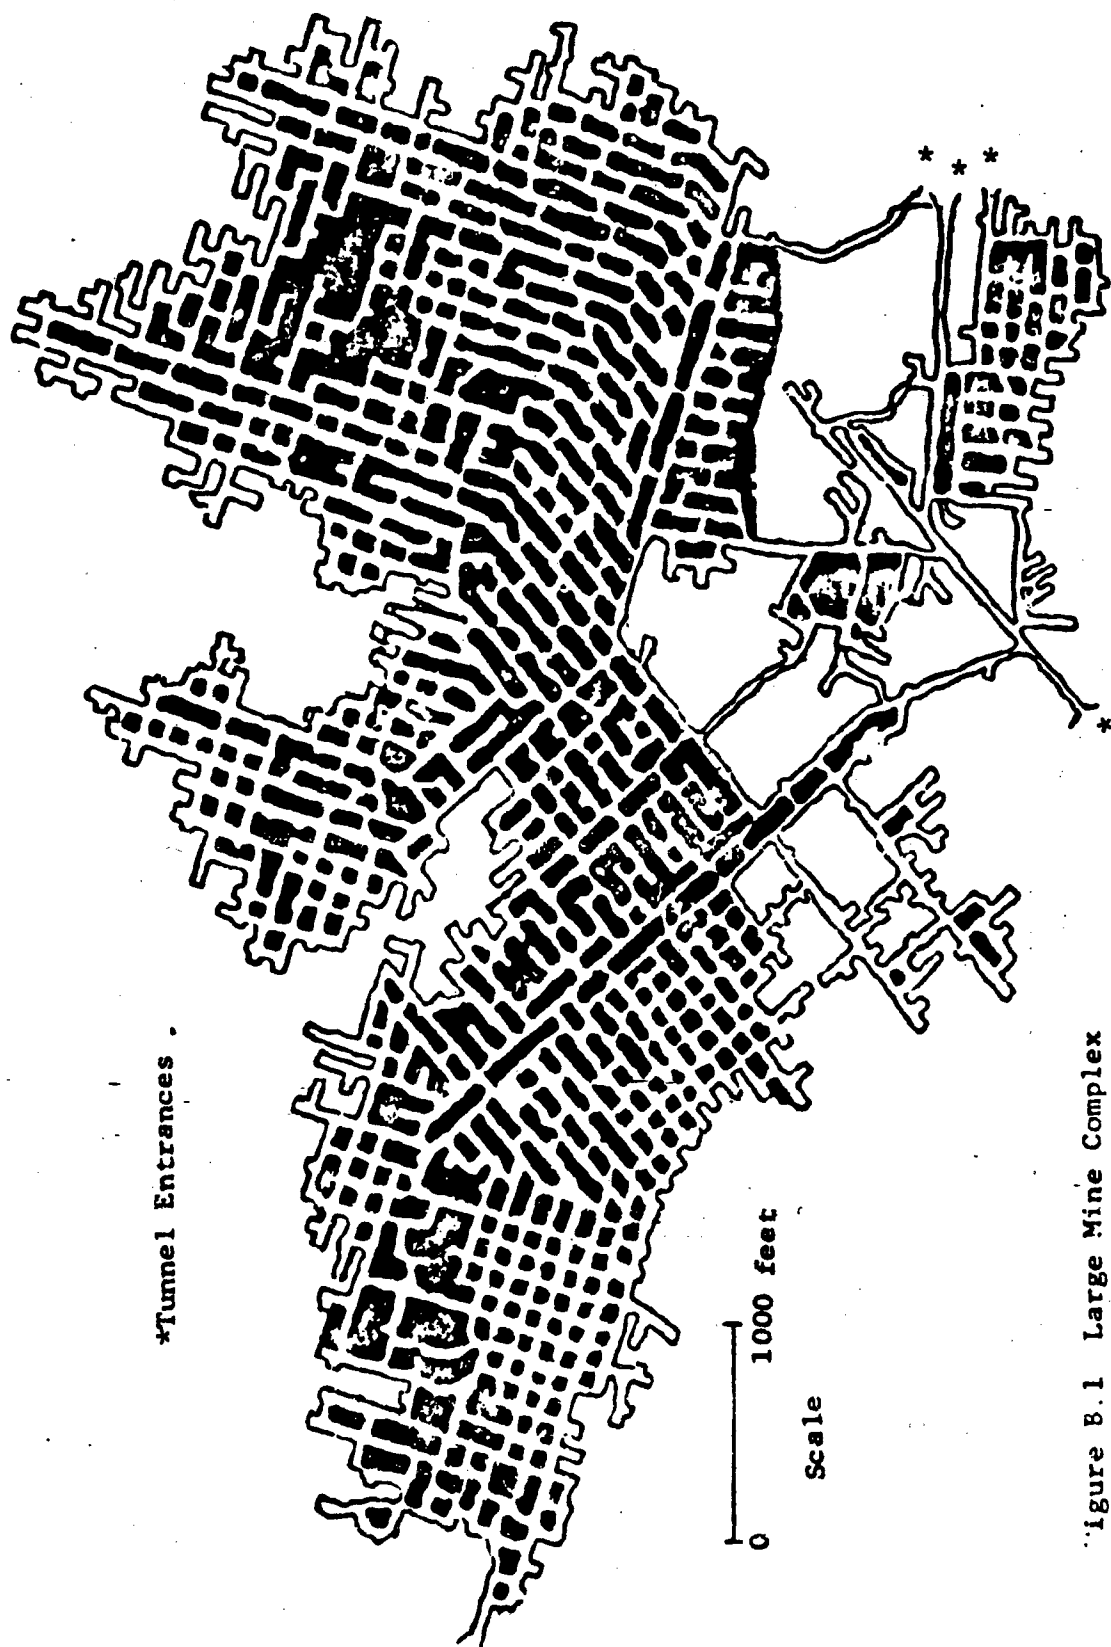 *Tunnel Entrances
* * *
*
0 1000 feet
Scale
igure B.1 Large Mine Complex